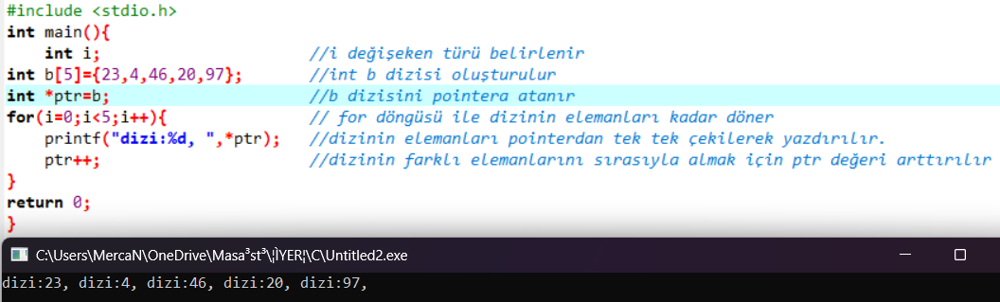 #include <stdio.h>
int main(){
int i; //i değişeken türü belirlenir
int b[5]={23,4,46,20,97}; //int b dizisi oluşturulur
int *ptr=b; //b dizisini pointera atanır
for(i=0;i<5;i++){ // for döngüsü ile dizinin elemanları kadar döner
printf("dizi:%d, ",*ptr); //dizinin elemanları pointerdan tek tek çekilerek yazdırılır.
ptr++; //dizinin farklı elemanlarını sırasıyla almak için ptr değeri arttırılır
}
return 0;
}
C:\Users\MercaN\OneDrive\Masa³st³\¦ÌYER¦\C\Untitled2.exe
dizi:23, dizi:4, dizi:46, dizi:20, dizi:97,